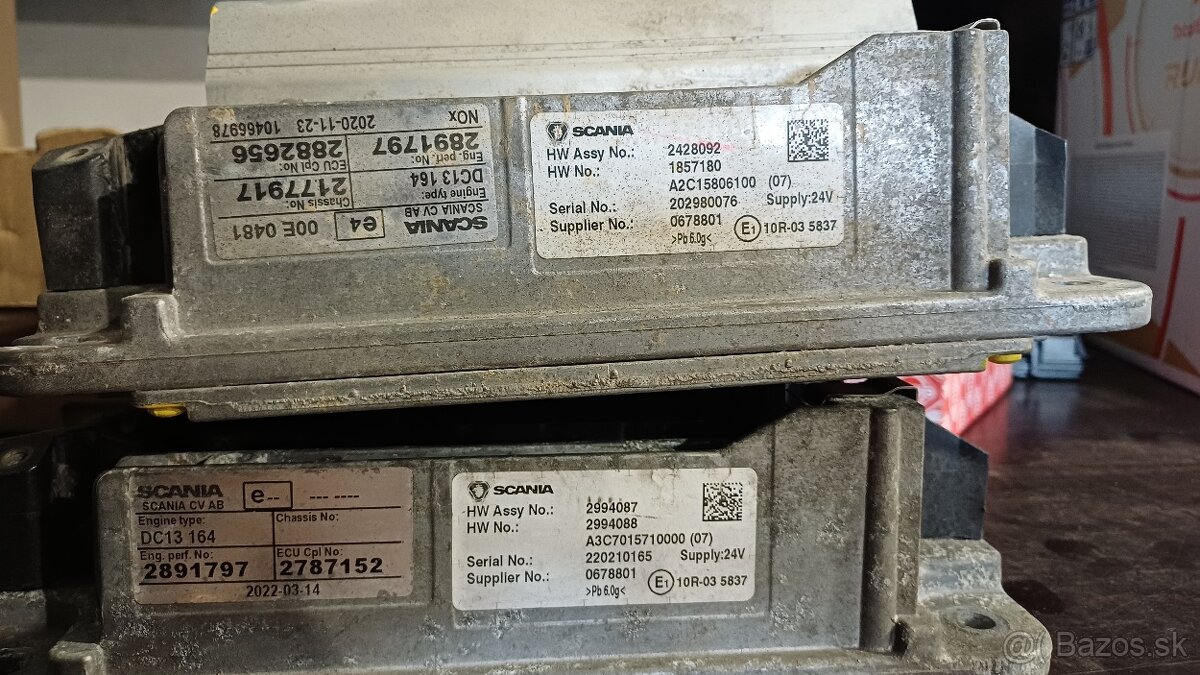 SCANIA
SCANIA CV AB
e4
00E 0481
Engine type:
DC13 164
Chassis No:
2177917
Eng. perf. No:
2891797
ECU Cpl No:
2882656
NOx
2020-11-23 10466978
SCANIA
HW Assy No.: 2428092
HW No.: 1857180
A2C15806100 (07)
Serial No.: 202980076 Supply:24V
Supplier No.: 0678801
>Pb 6.0g< E1 10R-03 5837
SCANIA
SCANIA CV AB
e-- --- ----
Engine type:
DC13 164
Chassis No:
Eng. perf. No:
2891797
ECU Cpl No:
2787152
2022-03-14
SCANIA
HW Assy No.: 2994087
HW No.: 2994088
A3C7015710000 (07)
Serial No.: 220210165 Supply:24V
Supplier No.: 0678801
>Pb 6.0g< E1 10R-03 5837
Bazos.sk